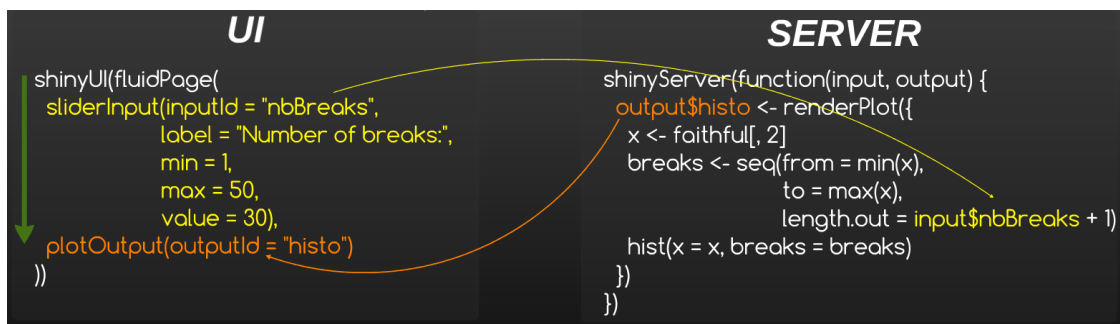 UI
shinyUI(fluidPage(
sliderInput(inputId = "nbBreaks",
label = "Number of breaks:",
min = 1,
max = 50,
value = 30),
plotOutput(outputId = "histo")
))
SERVER
shinyServer(function(input, output) {
output$histo <- renderPlot({
x <- faithful[, 2]
breaks <- seq(from = min(x),
to = max(x),
length.out = input$nbBreaks + 1)
hist(x = x, breaks = breaks)
})
})